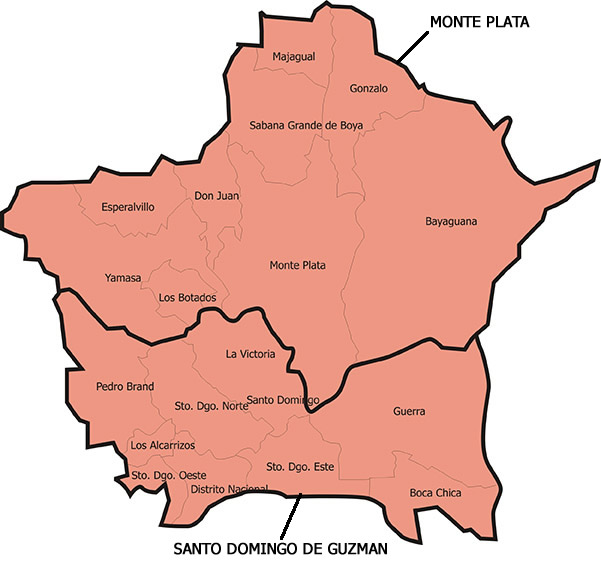 MONTE PLATA
Majagual
Gonzalo
Sabana Grande de Boya
Don Juan
Esperalvillo
Bayaguana
Monte Plata
Yamasa
Los Botados
La Victoria
Pedro Brand
Santo Domingo
Sto. Dgo. Norte
Guerra
Los Alcarrizos
Sto. Dgo. Este
Sto. Dgo. Oeste
Distrito Nacional
Boca Chica
SANTO DOMINGO DE GUZMAN